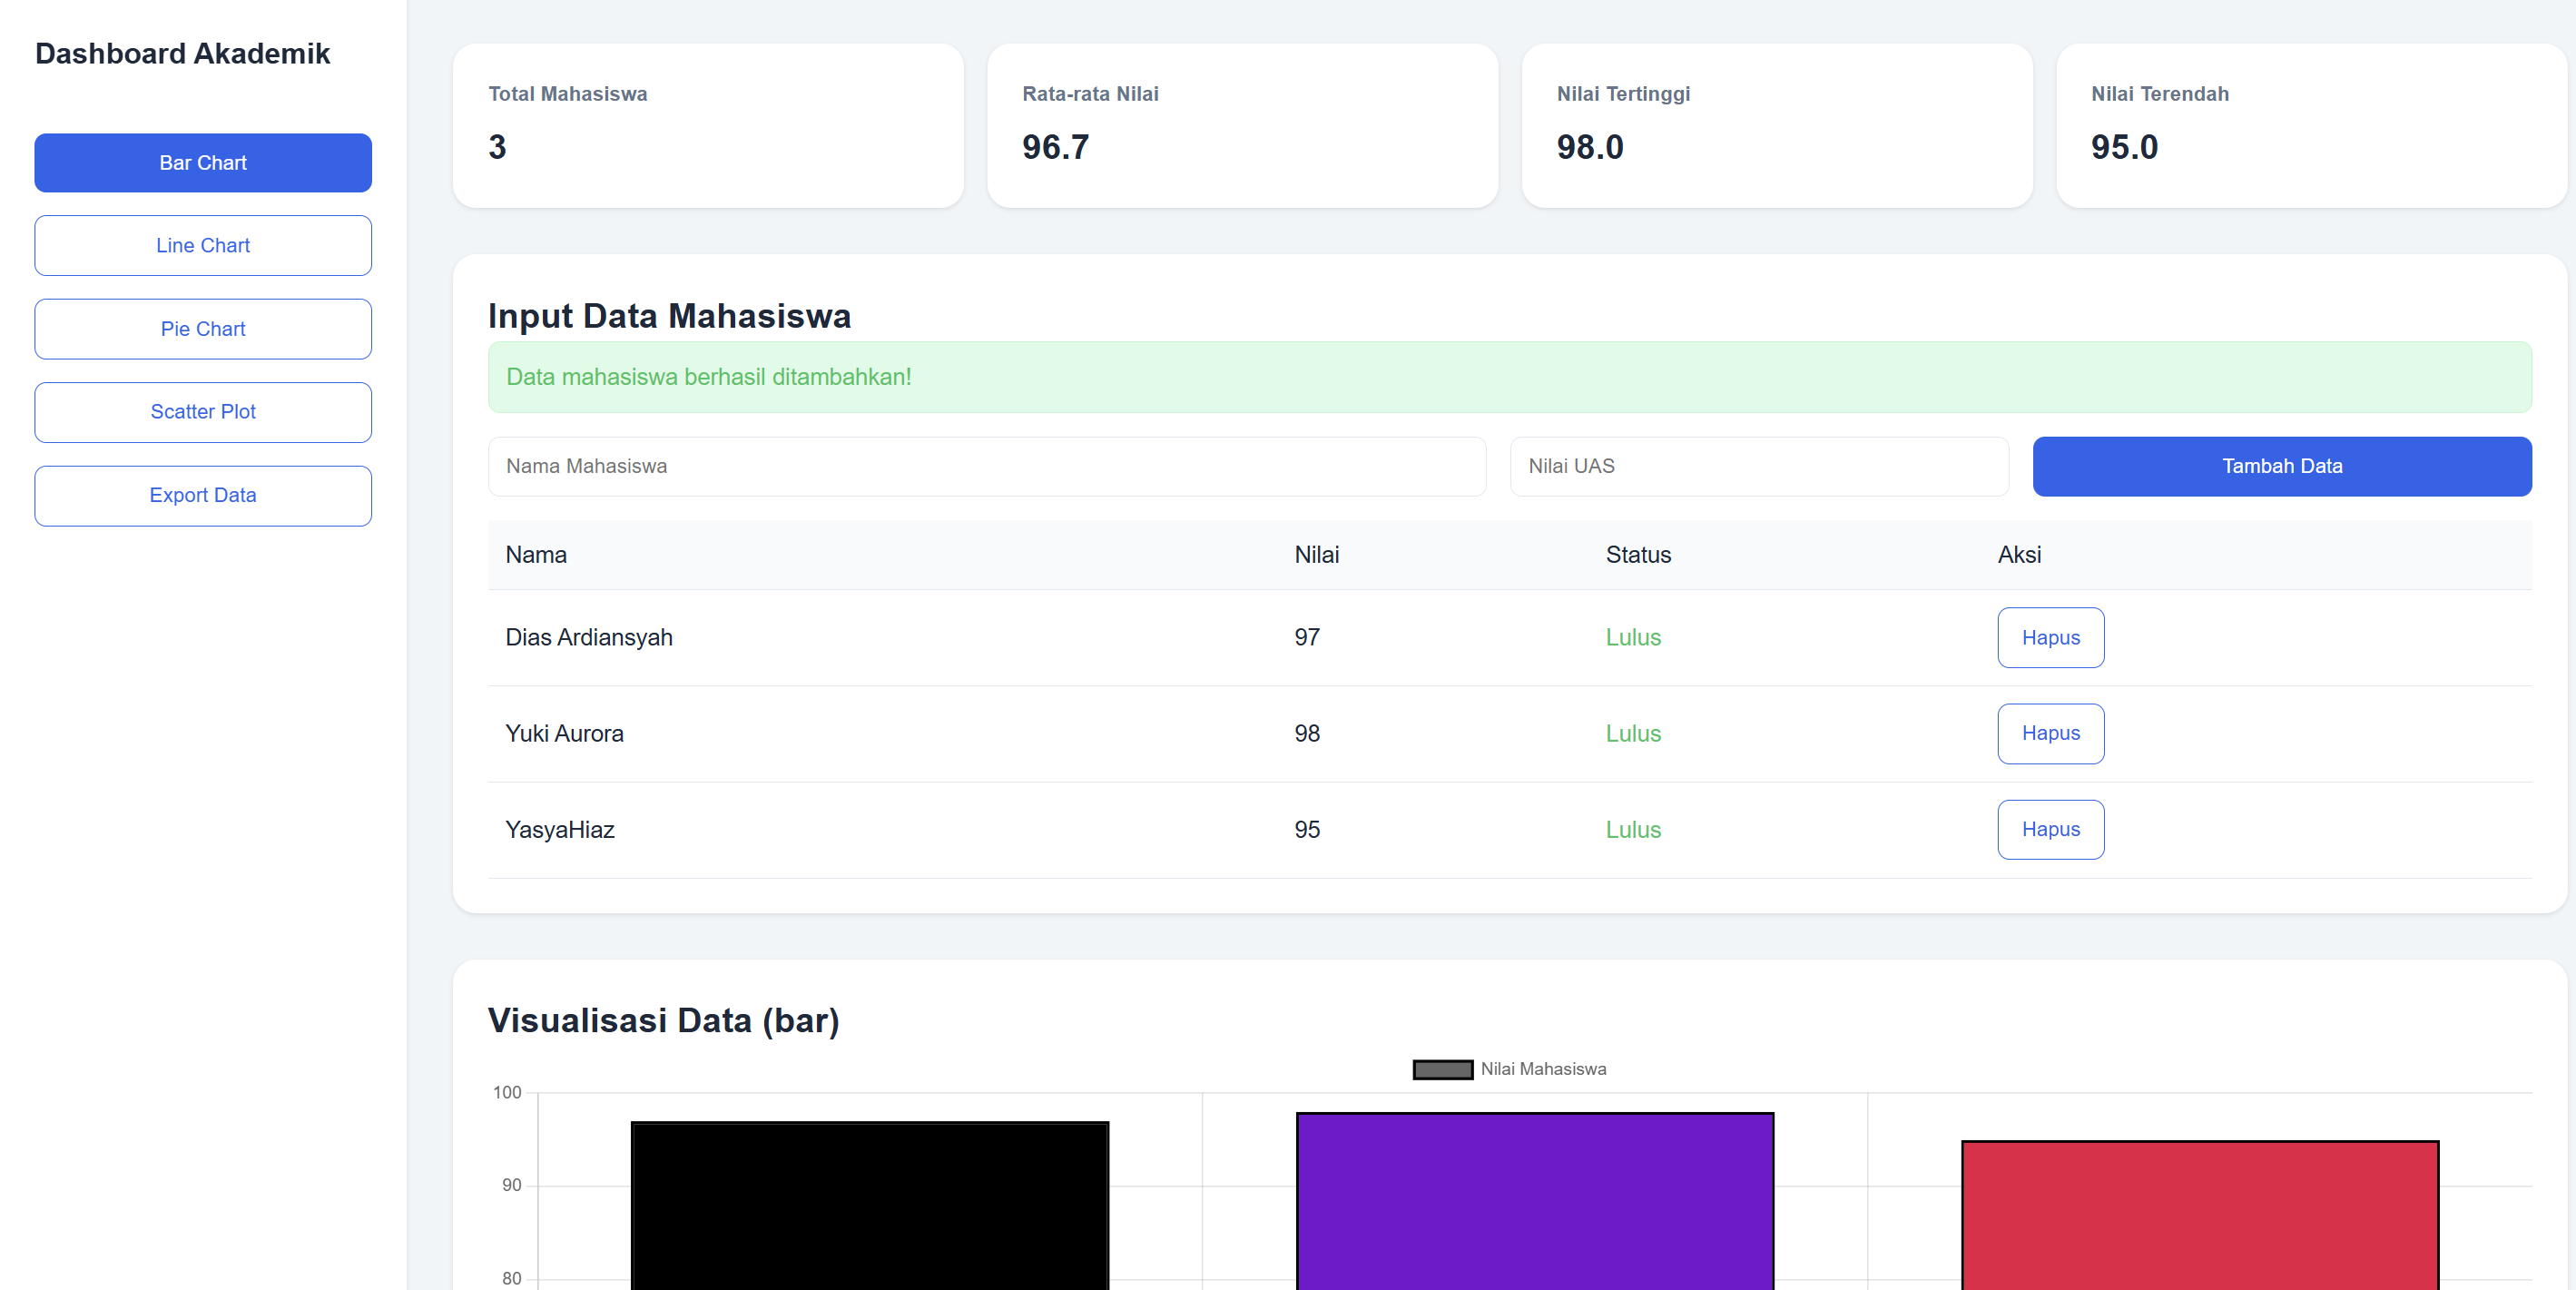 Dashboard Akademik
Bar Chart
Line Chart
Pie Chart
Scatter Plot
Export Data
Total Mahasiswa
3
Rata-rata Nilai
96.7
Nilai Tertinggi
98.0
Nilai Terendah
95.0
Input Data Mahasiswa
Data mahasiswa berhasil ditambahkan!
Nama Mahasiswa Nilai UAS Tambah Data
Nama Nilai Status Aksi
Dias Ardiansyah 97 Lulus Hapus
Yuki Aurora 98 Lulus Hapus
YasyaHiaz 95 Lulus Hapus
Visualisasi Data (bar)
Nilai Mahasiswa
100
90
80